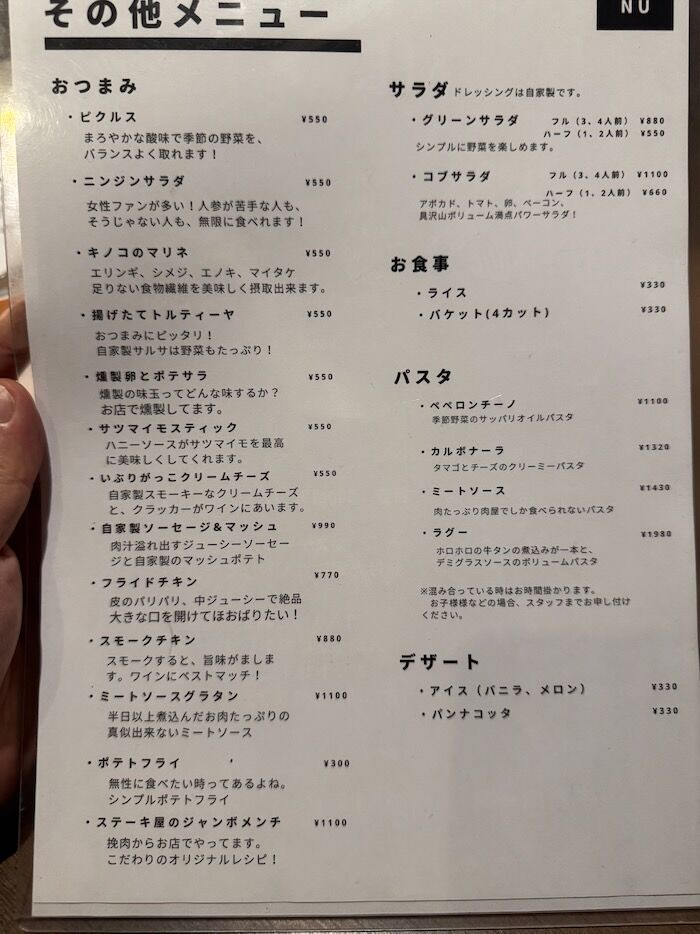 その他メニュー
NU
おつまみ
・ピクルス ¥550
まろやかな酸味で季節の野菜を、
バランスよく取れます！
・ニンジンサラダ ¥550
女性ファンが多い！人参が苦手な人も、
そうじゃない人も、無限に食べれます！
・キノコのマリネ ¥550
エリンギ、シメジ、エノキ、マイタケ
足りない食物繊維を美味しく摂取出来ます。
・揚げたてトルティーヤ ¥550
おつまみにピッタリ！
自家製サルサは野菜もたっぷり！
・燻製卵とポテサラ ¥550
燻製の味玉ってどんな味するか？
お店で燻製してます。
・サツマイモスティック ¥550
ハニーソースがサツマイモを最高
に美味しくしてくれます。
・いぶりがっこクリームチーズ ¥550
自家製スモーキーなクリームチーズ
と、クラッカーがワインにあいます。
・自家製ソーセージ&マッシュ ¥990
肉汁溢れ出すジューシーソーセー
ジと自家製のマッシュポテト
・フライドチキン ¥770
皮のパリパリ、中ジューシーで絶品
大きな口を開けてほおばりたい！
・スモークチキン ¥880
スモークすると、旨味がましま
す。ワインにベストマッチ！
・ミートソースグラタン ¥1100
半日以上煮込んだお肉たっぷりの
真似出来ないミートソース
・ポテトフライ ¥300
無性に食べたい時ってあるよね。
シンプルポテトフライ
・ステーキ屋のジャンボメンチ ¥1100
挽肉からお店でやってます。
こだわりのオリジナルレシピ！
サラダ ドレッシングは自家製です。
・グリーンサラダ フル（3、4人前） ¥880
ハーフ（1、2人前） ¥550
シンプルに野菜を楽しめます。
・コブサラダ フル（3、4人前） ¥1100
ハーフ（1、2人前） ¥660
アボカド、トマト、卵、ベーコン、
具沢山ボリューム満点パワーサラダ！
お食事
・ライス ¥330
・バケット(4カット) ¥330
パスタ
・ペペロンチーノ ¥1100
季節野菜のサッパリオイルパスタ
・カルボナーラ ¥1320
タマゴとチーズのクリーミーパスタ
・ミートソース ¥1430
肉たっぷり肉屋でしか食べられないパスタ
・ラグー ¥1980
ホロホロの牛タンの煮込みが一本と、
デミグラスソースのボリュームパスタ
※混み合っている時はお時間掛かります。
お子様様などの場合、スタッフまでお申し付け
ください。
デザート
・アイス（バニラ、メロン） ¥330
・パンナコッタ ¥330